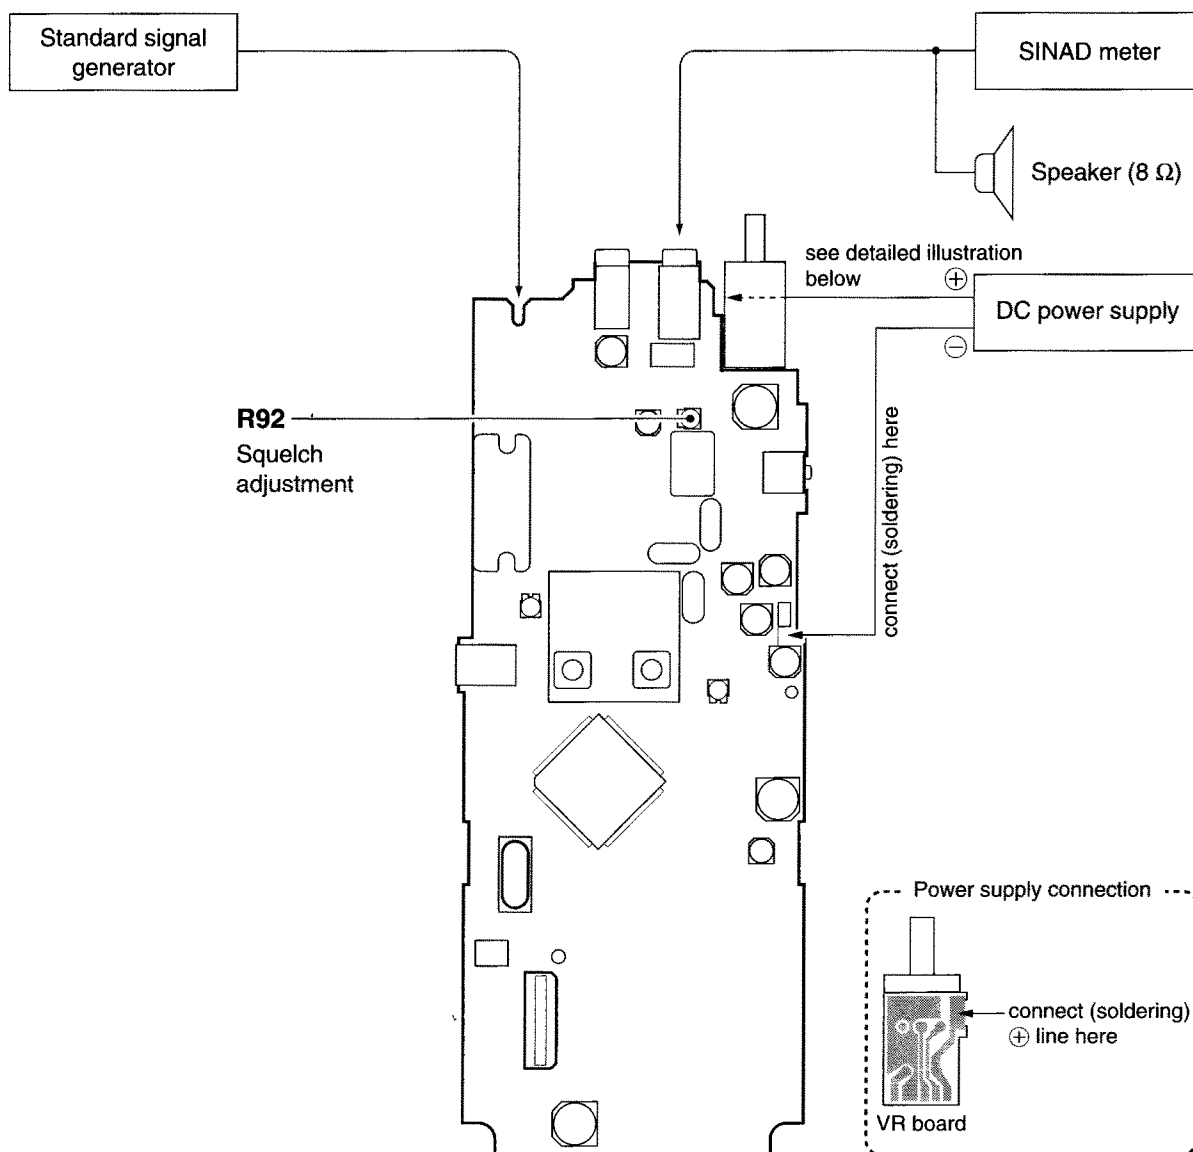 Standard signal
generator
SINAD meter
Speaker (8 Ω)
see detailed illustration
below
⊕
DC power supply
⊖
R92
Squelch
adjustment
connect (soldering) here
Power supply connection
connect (soldering)
⊕ line here
VR board